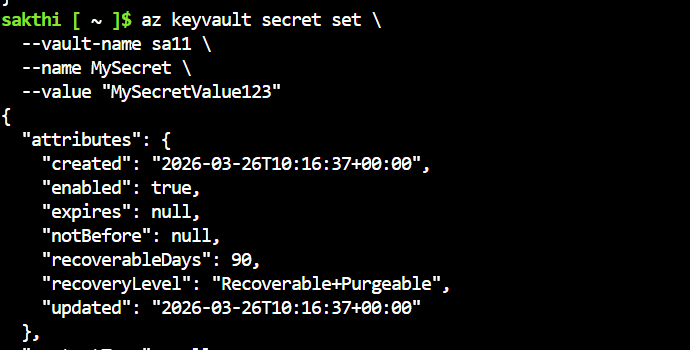 sakthi [ ~ ]$ az keyvault secret set \
--vault-name sa11 \
--name MySecret \
--value "MySecretValue123"
{
"attributes": {
"created": "2026-03-26T10:16:37+00:00",
"enabled": true,
"expires": null,
"notBefore": null,
"recoverableDays": 90,
"recoveryLevel": "Recoverable+Purgeable",
"updated": "2026-03-26T10:16:37+00:00"
},